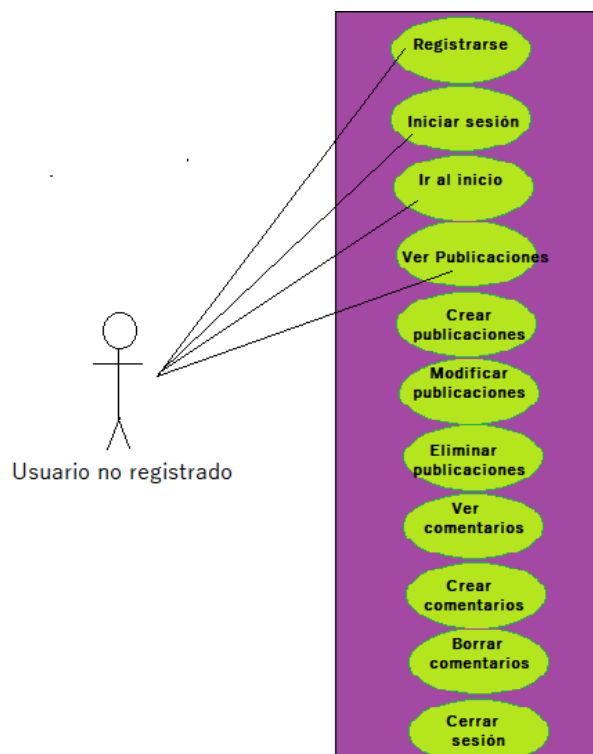 Registrarse
Iniciar sesión
Ir al inicio
Ver Publicaciones
Crear
publicaciones
Modificar
publicaciones
Eliminar
publicaciones
Ver
comentarios
Crear
comentarios
Borrar
comentarios
Cerrar
sesión
Usuario no registrado